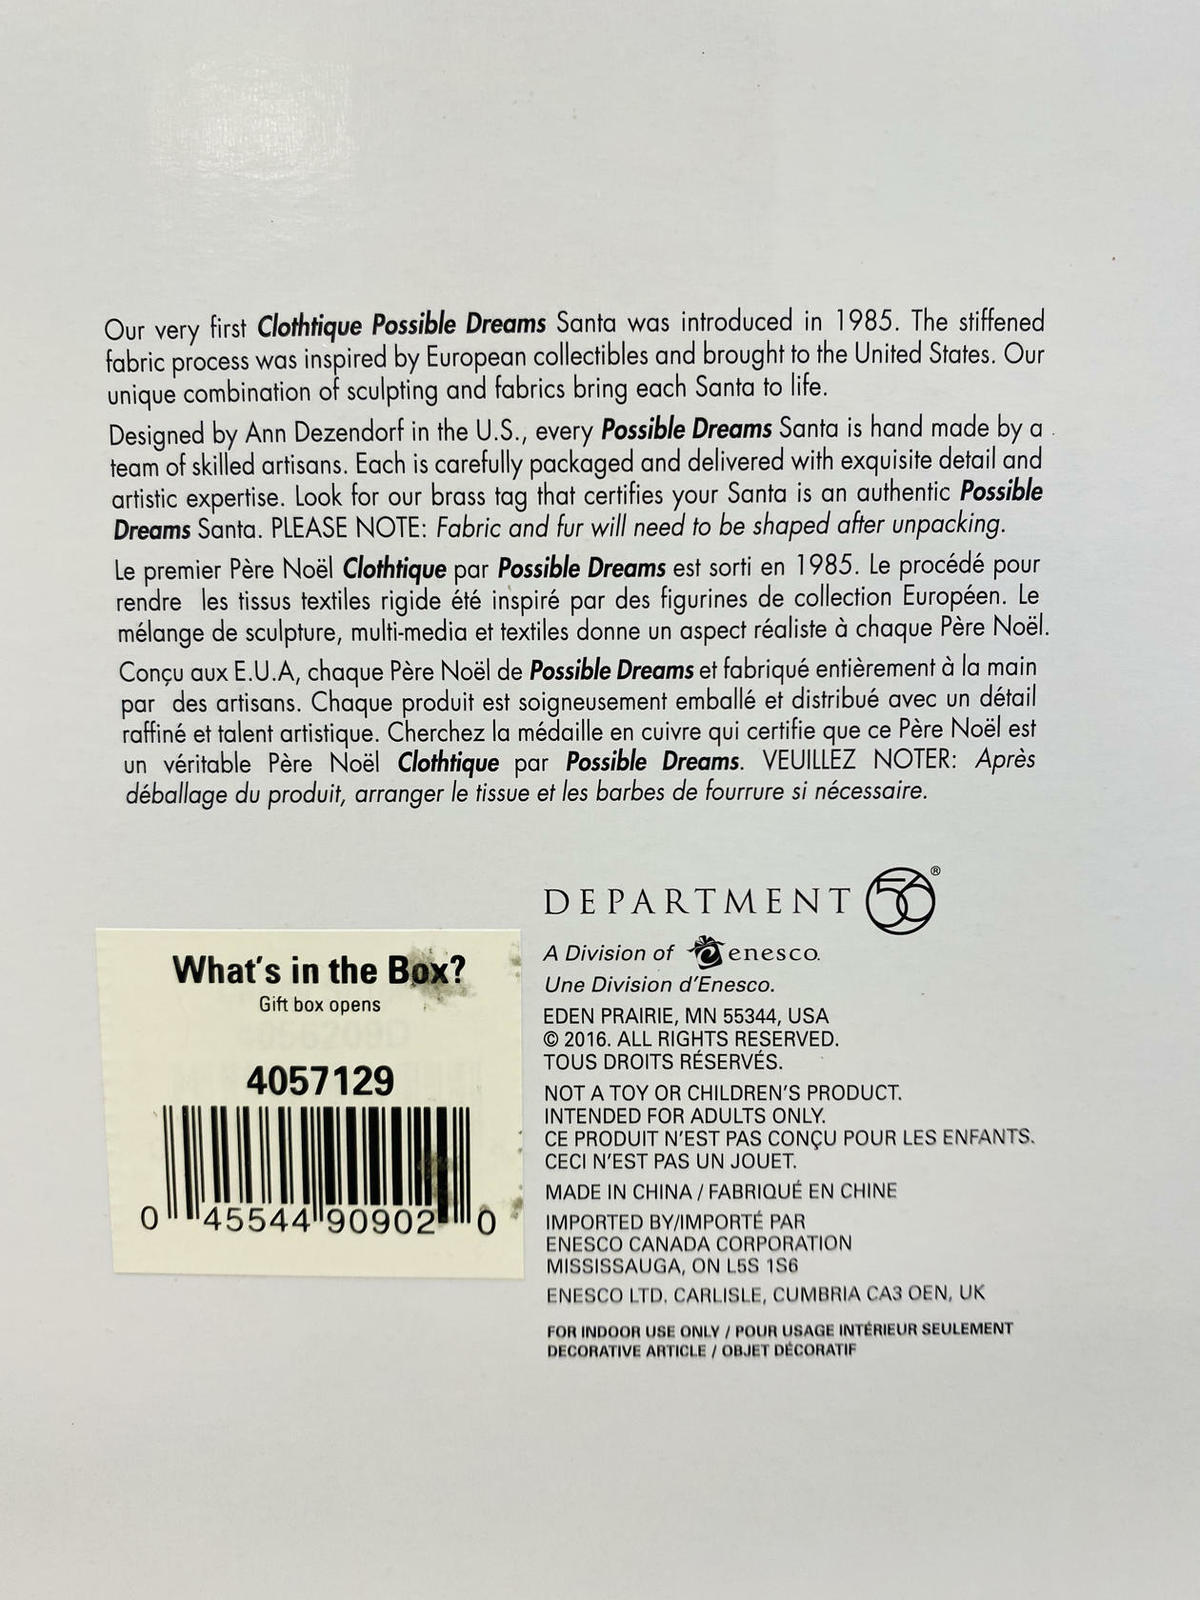 Our very first Clothtique Possible Dreams Santa was introduced in 1985. The stiffened
fabric process was inspired by European collectibles and brought to the United States. Our
unique combination of sculpting and fabrics bring each Santa to life.
Designed by Ann Dezendorf in the U.S., every Possible Dreams Santa is hand made by a
team of skilled artisans. Each is carefully packaged and delivered with exquisite detail and
artistic expertise. Look for our brass tag that certifies your Santa is an authentic Possible
Dreams Santa. PLEASE NOTE: Fabric and fur will need to be shaped after unpacking.
Le premier Père Noël Clothtique par Possible Dreams est sorti en 1985. Le procédé pour
rendre les tissus textiles rigide été inspiré par des figurines de collection Européen. Le
mélange de sculpture, multi-media et textiles donne un aspect réaliste à chaque Père Noël.
Conçu aux E.U.A, chaque Père Noël de Possible Dreams et fabriqué entièrement à la main
par des artisans. Chaque produit est soigneusement emballé et distribué avec un détail
raffiné et talent artistique. Cherchez la médaille en cuivre qui certifie que ce Père Noël est
un véritable Père Noël Clothtique par Possible Dreams. VEUILLEZ NOTER: Après
déballage du produit, arranger le tissue et les barbes de fourrure si nécessaire.
DEPARTMENT 56®
A Division of enesco.
Une Division d'Enesco.
EDEN PRAIRIE, MN 55344, USA
© 2016. ALL RIGHTS RESERVED.
TOUS DROITS RÉSERVÉS.
NOT A TOY OR CHILDREN'S PRODUCT.
INTENDED FOR ADULTS ONLY.
CE PRODUIT N'EST PAS CONÇU POUR LES ENFANTS.
CECI N'EST PAS UN JOUET.
MADE IN CHINA / FABRIQUÉ EN CHINE
IMPORTED BY/IMPORTÉ PAR
ENESCO CANADA CORPORATION
MISSISSAUGA, ON L5S 1S6
ENESCO LTD. CARLISLE, CUMBRIA CA3 OEN, UK
FOR INDOOR USE ONLY / POUR USAGE INTÉRIEUR SEULEMENT
DECORATIVE ARTICLE / OBJET DÉCORATIF
What's in the Box?
Gift box opens
4057129
0 45544 90902 0